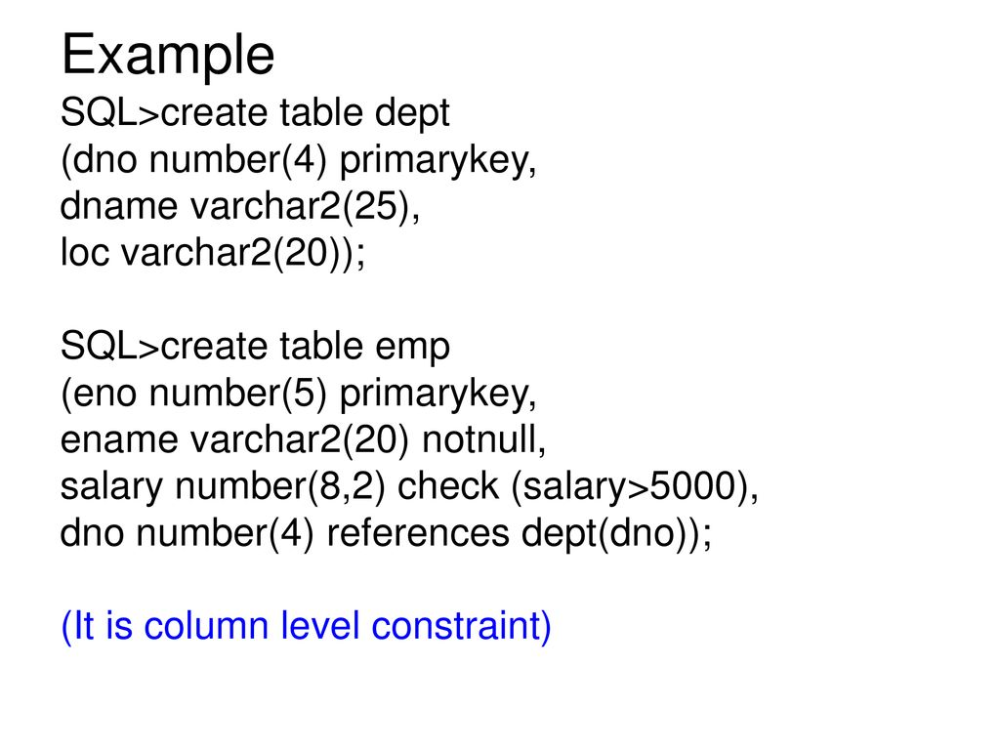 Example
SQL>create table dept
(dno number(4) primarykey,
dname varchar2(25),
loc varchar2(20));
SQL>create table emp
(eno number(5) primarykey,
ename varchar2(20) notnull,
salary number(8,2) check (salary>5000),
dno number(4) references dept(dno));
(It is column level constraint)